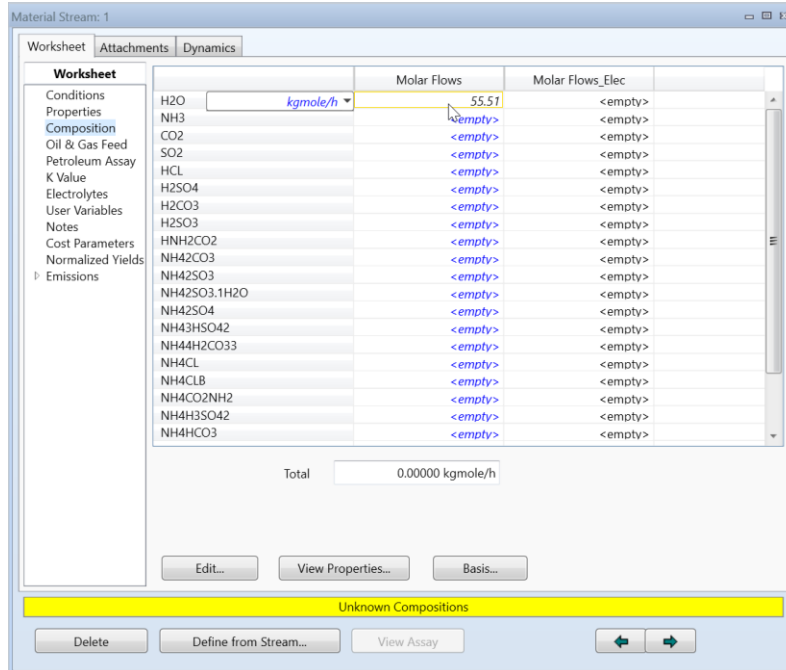 Material Stream: 1
Worksheet Attachments Dynamics
Worksheet
Conditions
Properties
Composition
Oil & Gas Feed
Petroleum Assay
K Value
Electrolytes
User Variables
Notes
Cost Parameters
Normalized Yields
Emissions
Molar Flows Molar Flows_Elec
H2O kgmole/h 55.51 <empty>
NH3 <empty> <empty>
CO2 <empty> <empty>
SO2 <empty> <empty>
HCL <empty> <empty>
H2SO4 <empty> <empty>
H2CO3 <empty> <empty>
H2SO3 <empty> <empty>
HNH2CO2 <empty> <empty>
NH42CO3 <empty> <empty>
NH42SO3 <empty> <empty>
NH42SO3.1H2O <empty> <empty>
NH42SO4 <empty> <empty>
NH43HSO42 <empty> <empty>
NH44H2CO33 <empty> <empty>
NH4CL <empty> <empty>
NH4CLB <empty> <empty>
NH4CO2NH2 <empty> <empty>
NH4H3SO42 <empty> <empty>
NH4HCO3 <empty> <empty>
Total 0.00000 kgmole/h
Edit... View Properties... Basis...
Unknown Compositions
Delete Define from Stream... View Assay